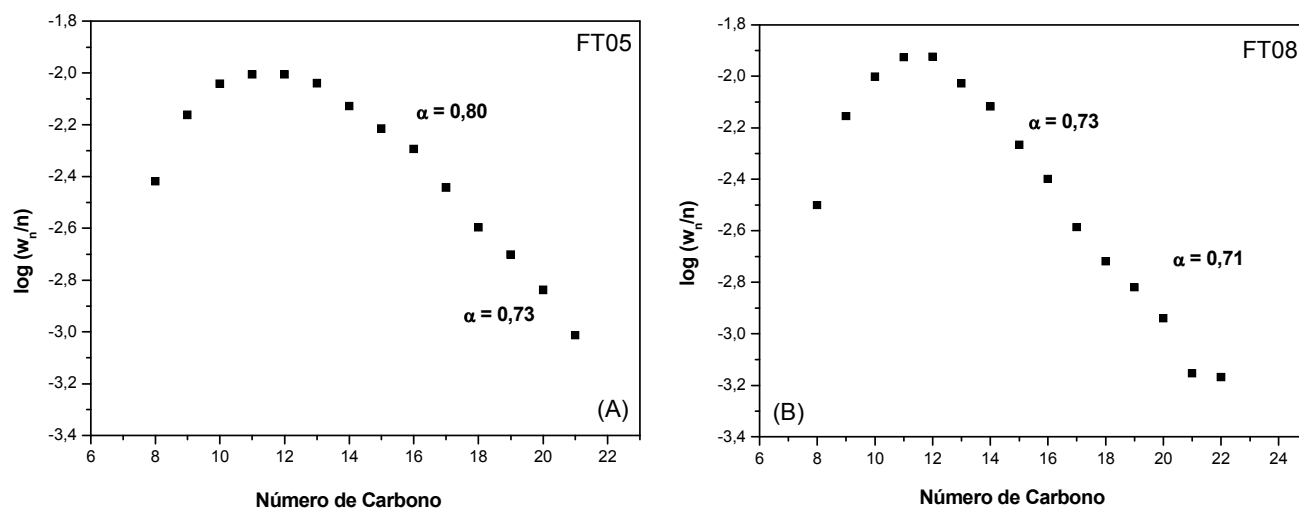 FT05
log (wn/n)
-1,8
-2,0
-2,2
-2,4
-2,6
-2,8
-3,0
-3,2
-3,4
α = 0,80
α = 0,73
(A)
6 8 10 12 14 16 18 20 22
Número de Carbono
FT08
log (wn/n)
-1,8
-2,0
-2,2
-2,4
-2,6
-2,8
-3,0
-3,2
-3,4
α = 0,73
α = 0,71
(B)
6 8 10 12 14 16 18 20 22 24
Número de Carbono